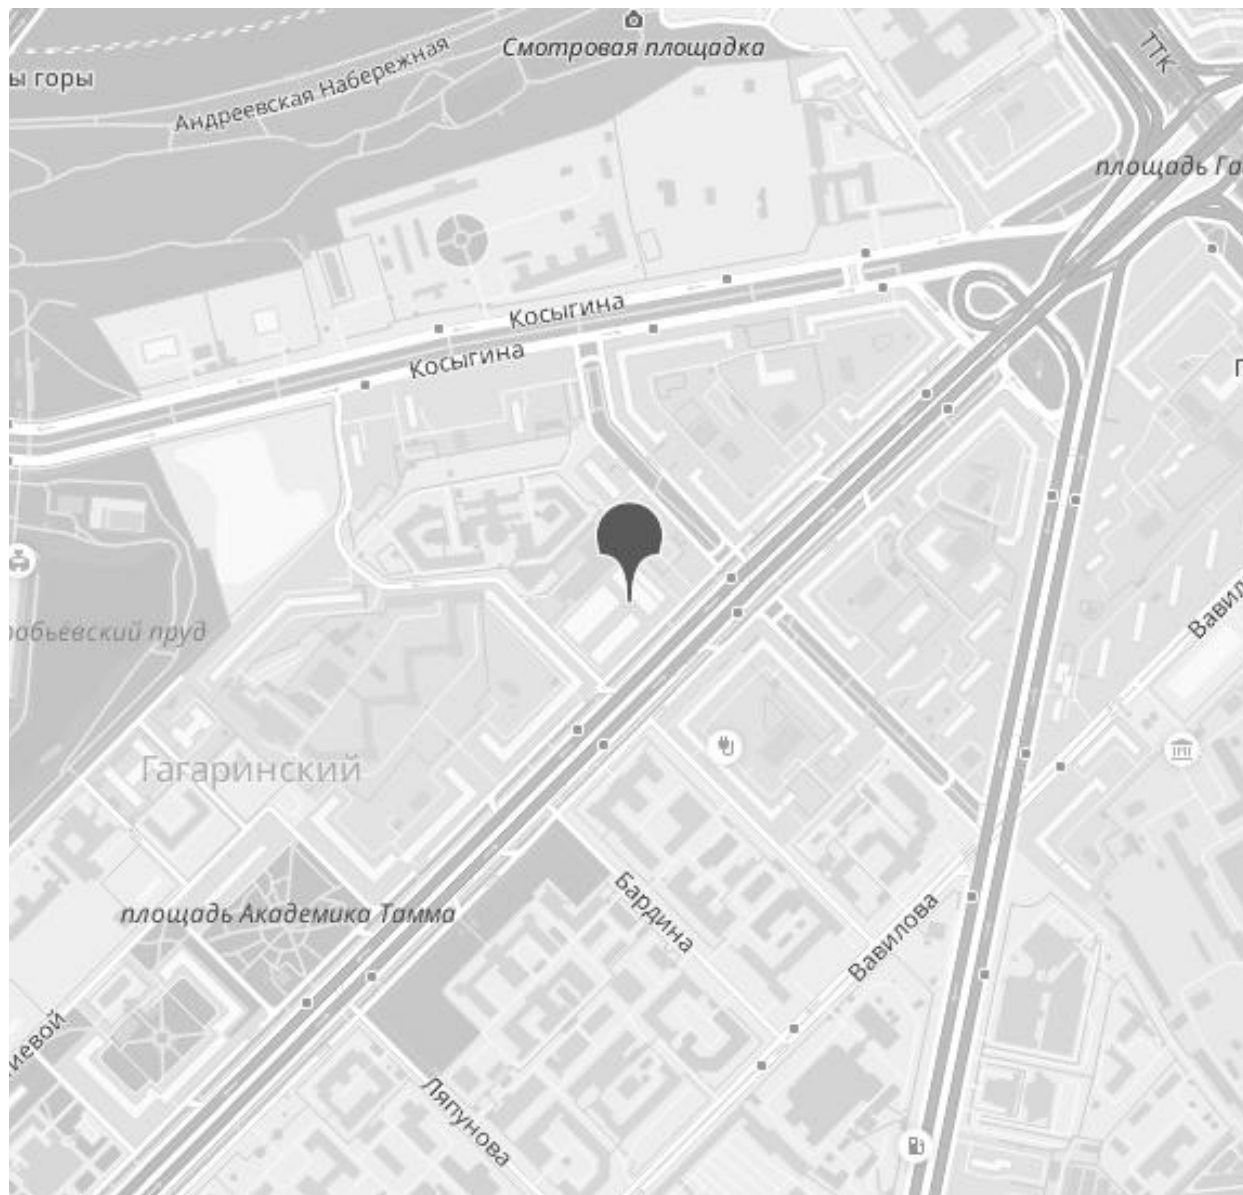 Смотровая площадка
ТТК
ы горы
Андреевская Набережная
площадь Га
Косыгина
Косыгина
Вавил
обьёвский пруд
Гагаринский
Бардина
площадь Академика Тамма
Вавилова
иевой
Ляпунова